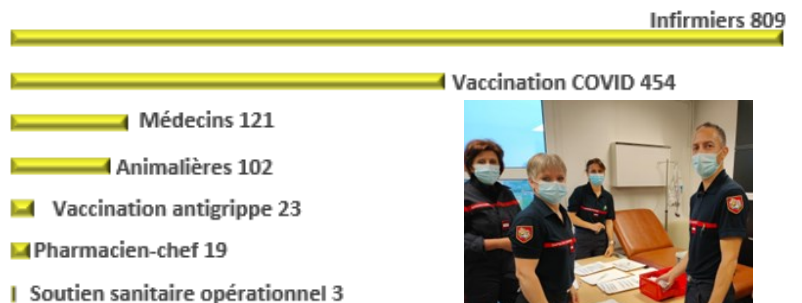 Infirmiers 809
Vaccination COVID 454
Médecins 121
Animalières 102
Vaccination antigrippe 23
Pharmacien-chef 19
Soutien sanitaire opérationnel 3